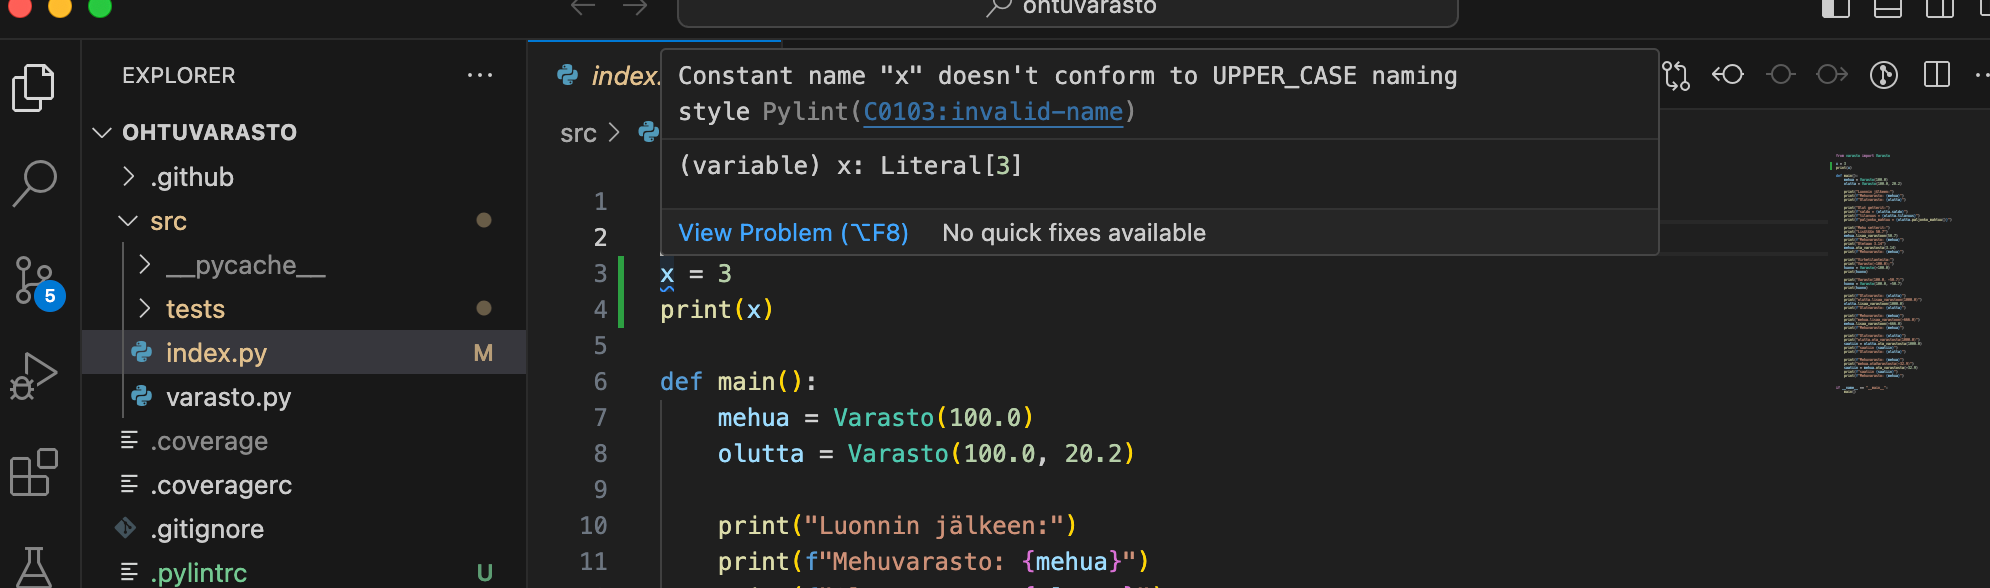 ohtuvarasto
EXPLORER
OHTUVARASTO
.github
src
__pycache__
tests
index.py M
varasto.py
.coverage
.coveragerc
.gitignore
.pylintrc U
5
index.
src
Constant name "x" doesn't conform to UPPER_CASE naming
style Pylint(C0103:invalid-name)
(variable) x: Literal[3]
View Problem (⌥F8) No quick fixes available
1
2
3 x = 3
4 print(x)
5
6 def main():
7 mehua = Varasto(100.0)
8 olutta = Varasto(100.0, 20.2)
9
10 print("Luonnin jälkeen:")
11 print(f"Mehuvarasto: {mehua}")